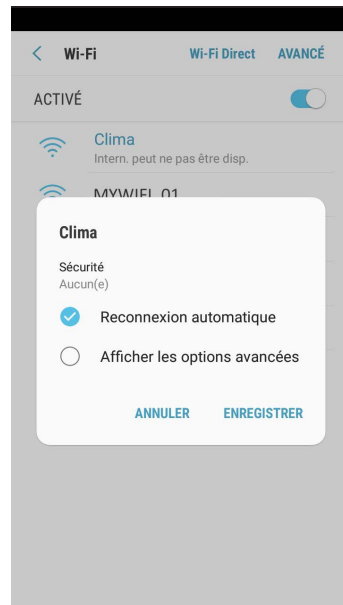 Wi-Fi Wi-Fi Direct AVANCÉ
ACTIVÉ
Clima
Intern. peut ne pas être disp.
MYWIFI_01
Clima
Sécurité
Aucun(e)
Reconnexion automatique
Afficher les options avancées
ANNULER ENREGISTRER